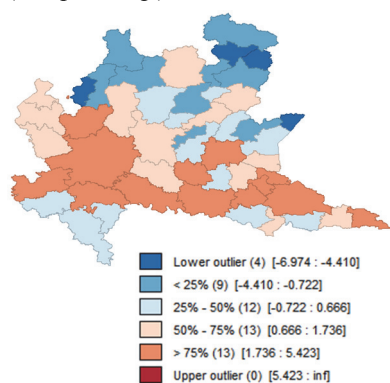 Lower outlier (4) [-6.974 : -4.410]
< 25% (9) [-4.410 : -0.722]
25% - 50% (12) [-0.722 : 0.666]
50% - 75% (13) [0.666 : 1.736]
> 75% (13) [1.736 : 5.423]
Upper outlier (0) [5.423 : inf]